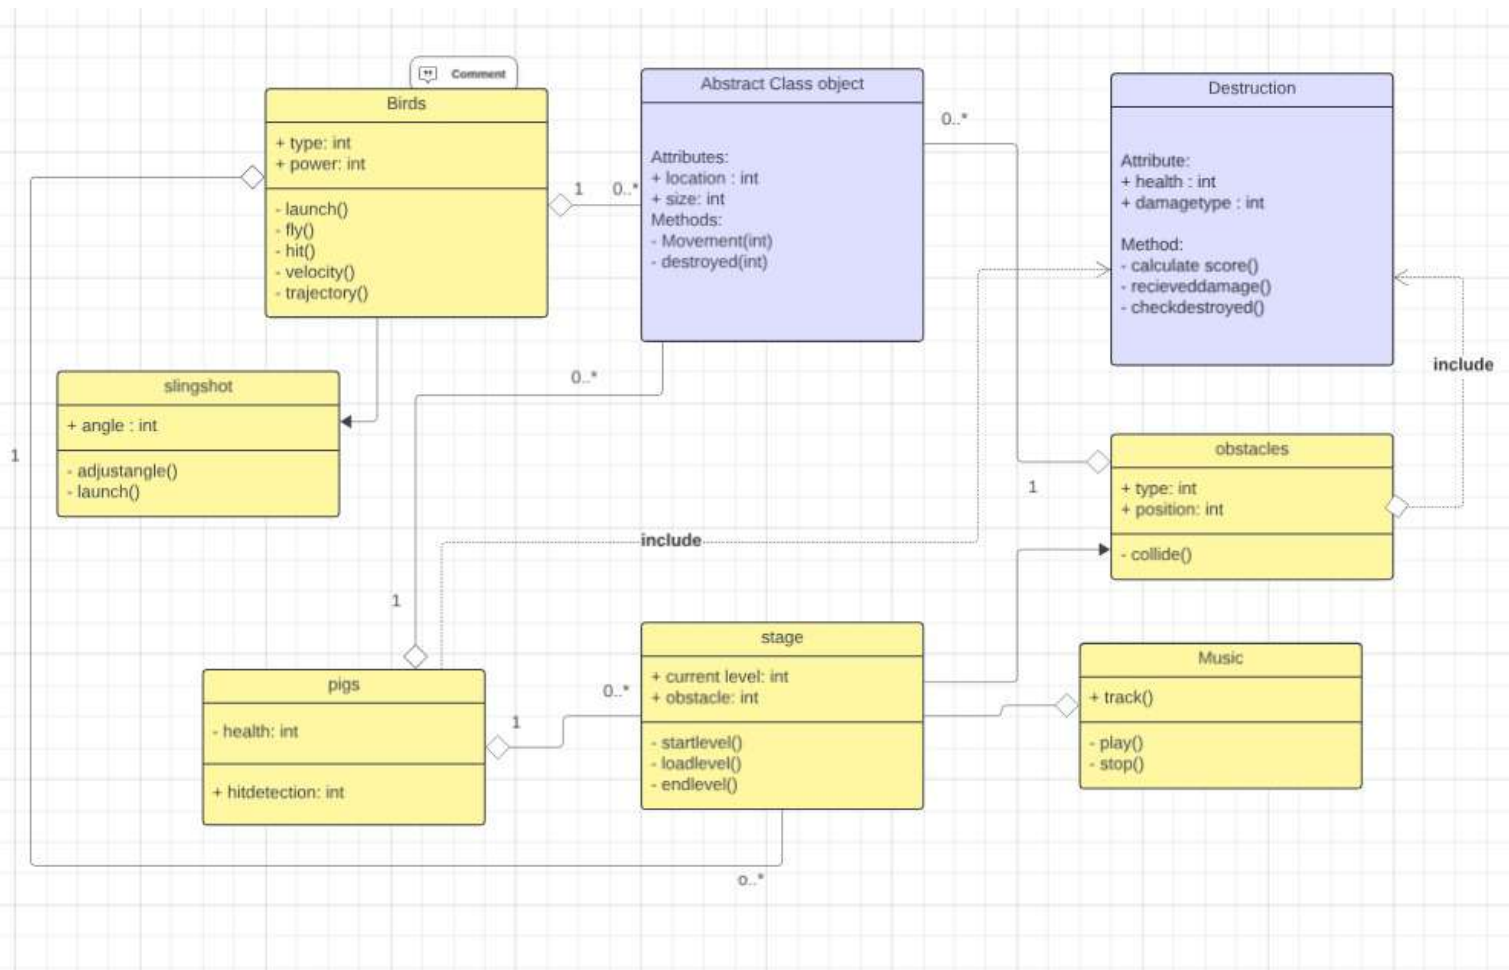 Comment
Birds
+ type: int
+ power: int
- launch()
- fly()
- hit()
- velocity()
- trajectory()
1
0..*
Abstract Class object
Attributes:
+ location : int
+ size: int
Methods:
- Movement(int)
- destroyed(int)
0..*
Destruction
Attribute:
+ health : int
+ damagetype : int
Method:
- calculate score()
- recieveddamage()
- checkdestroyed()
include
slingshot
+ angle : int
- adjustangle()
- launch()
1
0..*
1
include
obstacles
+ type: int
+ position: int
- collide()
1
pigs
- health: int
+ hitdetection: int
1
0..*
stage
+ current level: int
+ obstacle: int
- startlevel()
- loadlevel()
- endlevel()
Music
+ track()
- play()
- stop()
o..*